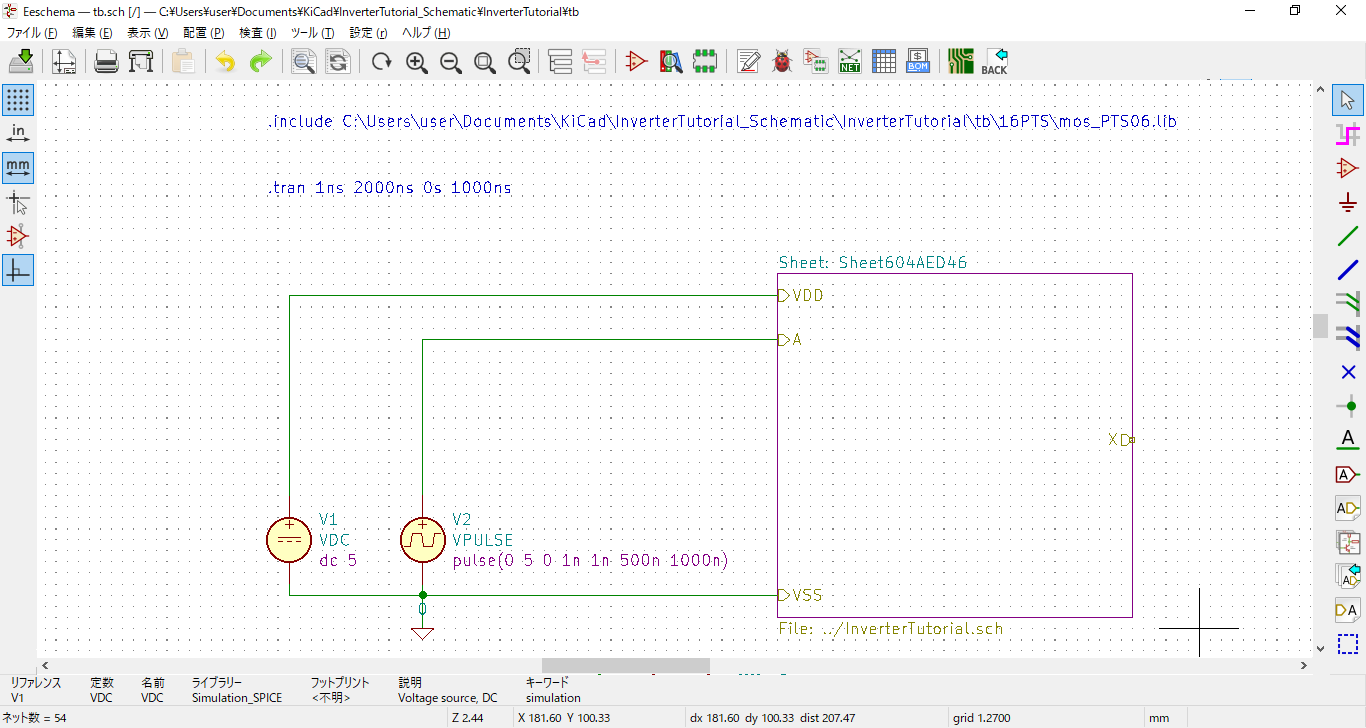 Eeschema — tb.sch [/] — C:¥Users¥user¥Documents¥KiCad¥InverterTutorial_Schematic¥InverterTutorial¥tb
ファイル (F) 編集 (E) 表示 (V) 配置 (P) 検査 (I) ツール (T) 設定 (r) ヘルプ (H)
NET BOM BACK
in
mm
.include C:\Users\user\Documents\KiCad\InverterTutorial_Schematic\InverterTutorial\tb\16PTS\mos_PTS06.lib
.tran 1ns 2000ns 0s 1000ns
Sheet: Sheet604AED46
VDD
A
X
V1
VDC
dc 5
V2
VPULSE
pulse(0 5 0 1n 1n 500n 1000n)
VSS
0
File: ../InverterTutorial.sch
A
A
AD
AD
DA
リファレンス 定数 名前 ライブラリー フットプリント 説明 キーワード
V1 VDC VDC Simulation_SPICE <不明> Voltage source, DC simulation
ネット数 = 54 Z 2.44 X 181.60 Y 100.33 dx 181.60 dy 100.33 dist 207.47 grid 1.2700 mm